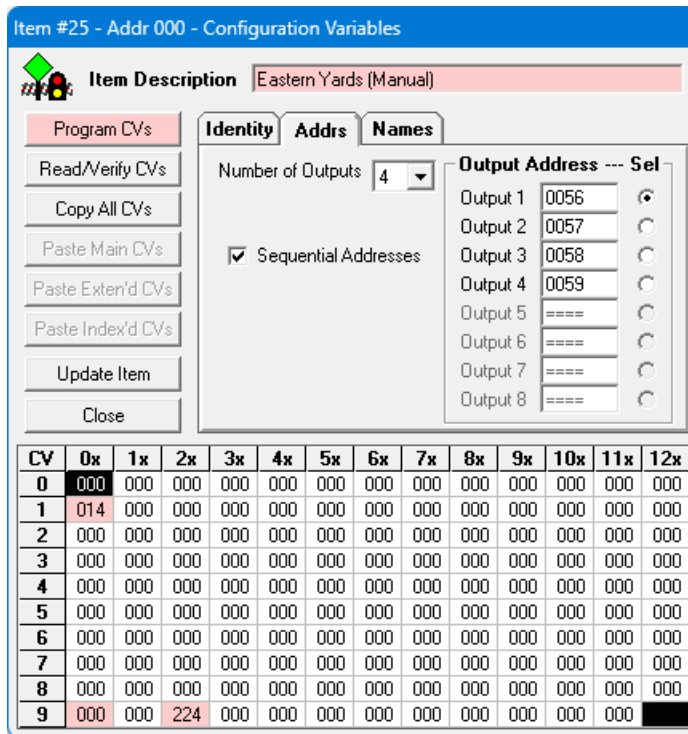 Item #25 - Addr 000 - Configuration Variables
Item Description Eastern Yards (Manual)
Program CVs
Read/Verify CVs
Copy All CVs
Paste Main CVs
Paste Exten'd CVs
Paste Index'd CVs
Update Item
Close
Identity Addrs Names
Number of Outputs 4
Sequential Addresses
Output Address --- Sel
Output 1 0056
Output 2 0057
Output 3 0058
Output 4 0059
Output 5 ====
Output 6 ====
Output 7 ====
Output 8 ====
CV 0x 1x 2x 3x 4x 5x 6x 7x 8x 9x 10x 11x 12x
0 000 000 000 000 000 000 000 000 000 000 000 000 000
1 014 000 000 000 000 000 000 000 000 000 000 000 000
2 000 000 000 000 000 000 000 000 000 000 000 000 000
3 000 000 000 000 000 000 000 000 000 000 000 000 000
4 000 000 000 000 000 000 000 000 000 000 000 000 000
5 000 000 000 000 000 000 000 000 000 000 000 000 000
6 000 000 000 000 000 000 000 000 000 000 000 000 000
7 000 000 000 000 000 000 000 000 000 000 000 000 000
8 000 000 000 000 000 000 000 000 000 000 000 000 000
9 000 000 224 000 000 000 000 000 000 000 000 000